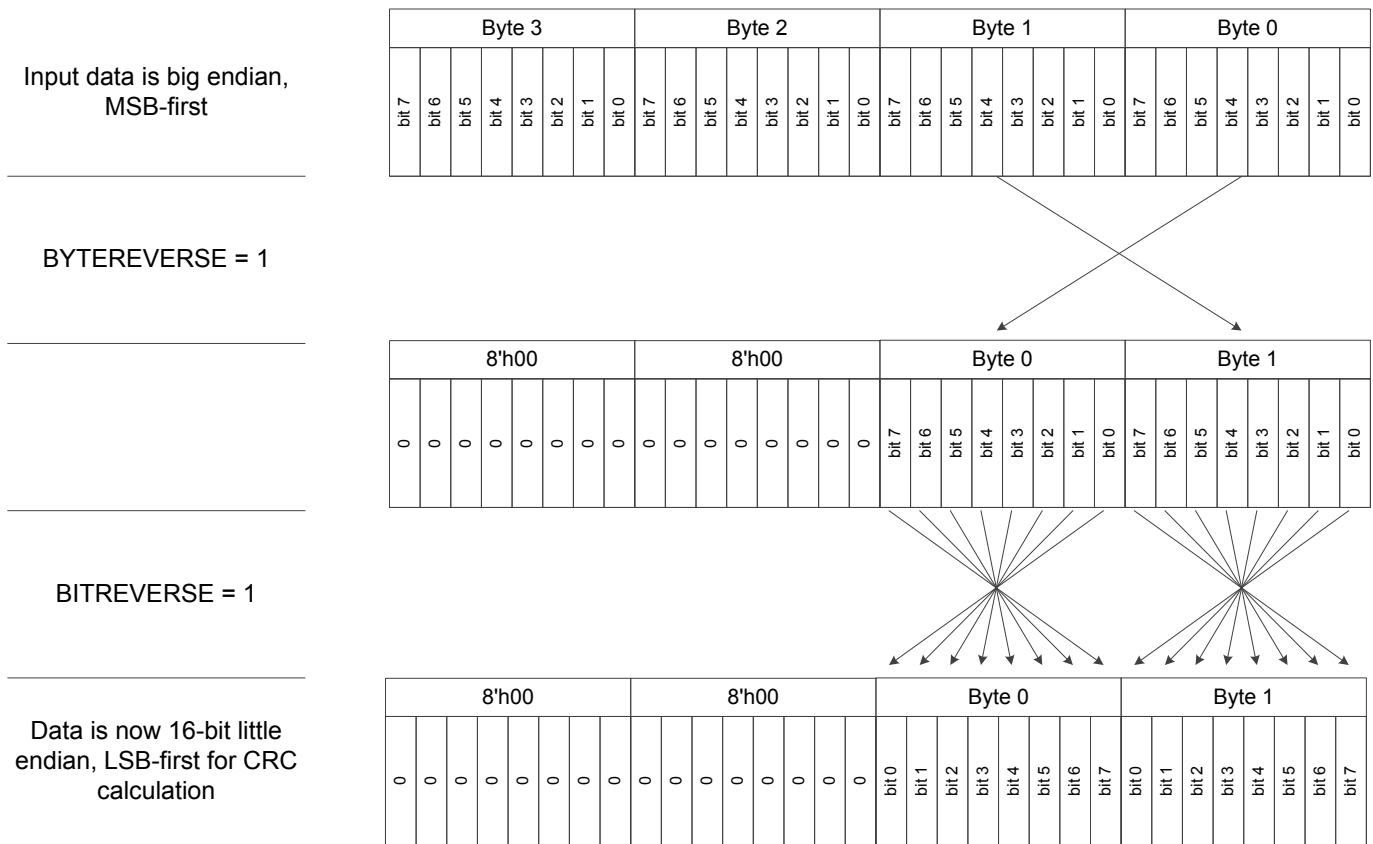 Byte 3 Byte 2 Byte 1 Byte 0
Input data is big endian,
MSB-first
bit 7 bit 6 bit 5 bit 4 bit 3 bit 2 bit 1 bit 0 bit 7 bit 6 bit 5 bit 4 bit 3 bit 2 bit 1 bit 0 bit 7 bit 6 bit 5 bit 4 bit 3 bit 2 bit 1 bit 0 bit 7 bit 6 bit 5 bit 4 bit 3 bit 2 bit 1 bit 0
BYTEREVERSE = 1
8'h00 8'h00 Byte 0 Byte 1
0 0 0 0 0 0 0 0 0 0 0 0 0 0 0 0 bit 7 bit 6 bit 5 bit 4 bit 3 bit 2 bit 1 bit 0 bit 7 bit 6 bit 5 bit 4 bit 3 bit 2 bit 1 bit 0
BITREVERSE = 1
8'h00 8'h00 Byte 0 Byte 1
Data is now 16-bit little
endian, LSB-first for CRC
calculation
0 0 0 0 0 0 0 0 0 0 0 0 0 0 0 0 bit 0 bit 1 bit 2 bit 3 bit 4 bit 5 bit 6 bit 7 bit 0 bit 1 bit 2 bit 3 bit 4 bit 5 bit 6 bit 7